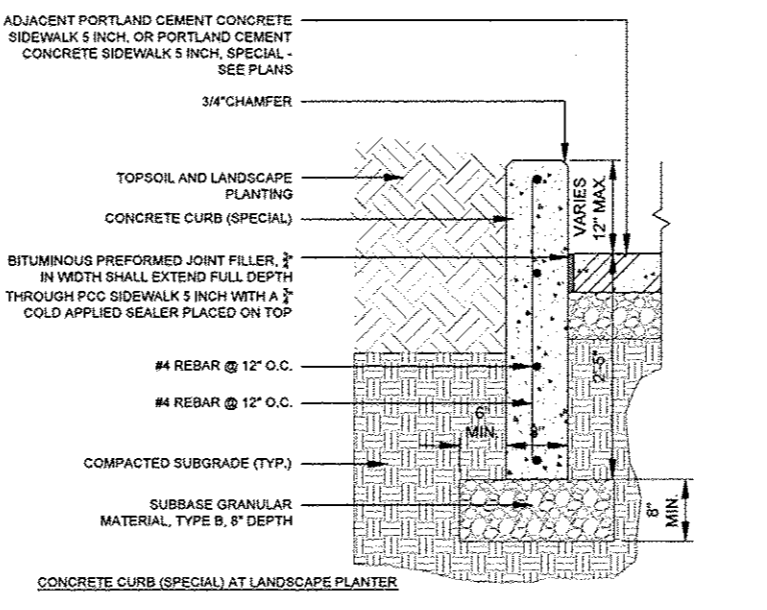 ADJACENT PORTLAND CEMENT CONCRETE
SIDEWALK 5 INCH, OR PORTLAND CEMENT
CONCRETE SIDEWALK 5 INCH, SPECIAL -
SEE PLANS
3/4"CHAMFER
TOPSOIL AND LANDSCAPE
PLANTING
CONCRETE CURB (SPECIAL)
VARIES
12" MAX.
BITUMINOUS PREFORMED JOINT FILLER,
IN WIDTH SHALL EXTEND FULL DEPTH
THROUGH PCC SIDEWALK 5 INCH WITH A
COLD APPLIED SEALER PLACED ON TOP
#4 REBAR @ 12" O.C.
#4 REBAR @ 12" O.C.
2'-5"
6"
MIN.
8"
COMPACTED SUBGRADE (TYP.)
SUBBASE GRANULAR
MATERIAL, TYPE B, 8" DEPTH
8"
MIN.
CONCRETE CURB (SPECIAL) AT LANDSCAPE PLANTER